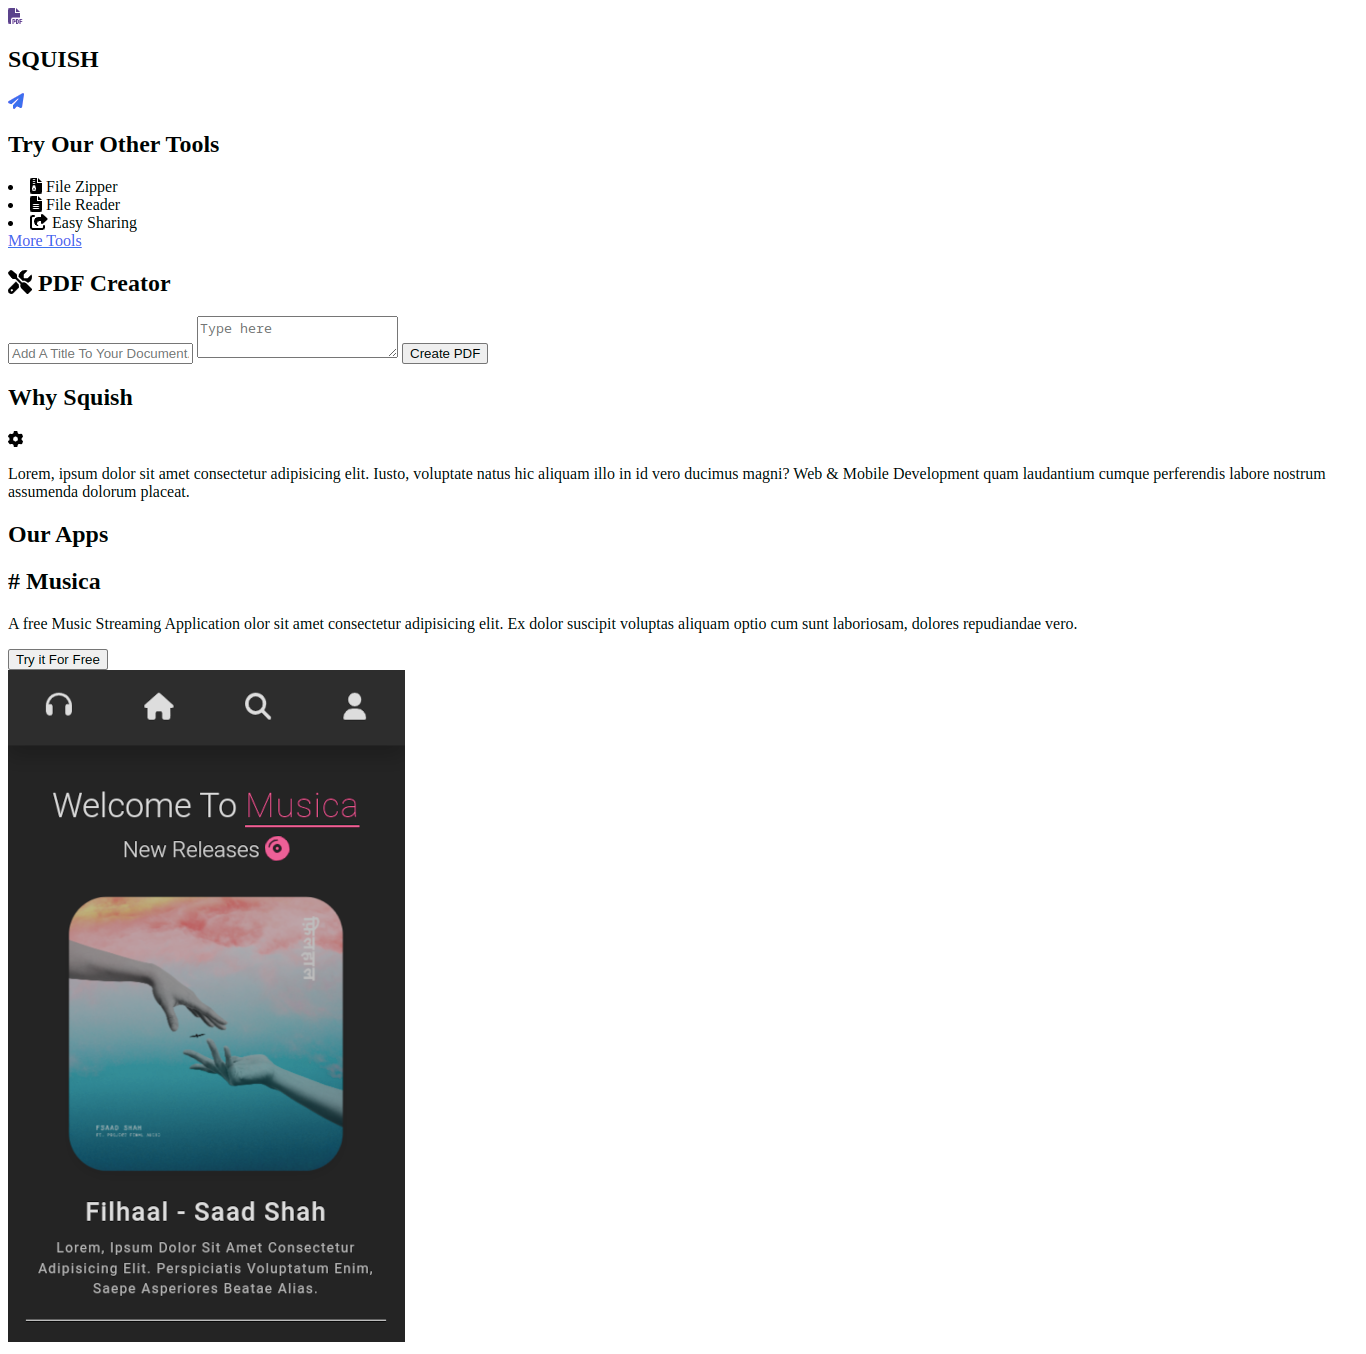 SQUISH
Try Our Other Tools
File Zipper
File Reader
Easy Sharing
More Tools
PDF Creator
Type here
Add A Title To Your Document.
Create PDF
Why Squish
Lorem, ipsum dolor sit amet consectetur adipisicing elit. Iusto, voluptate natus hic aliquam illo in id vero ducimus magni? Web & Mobile Development quam laudantium cumque perferendis labore nostrum
assumenda dolorum placeat.
Our Apps
# Musica
A free Music Streaming Application olor sit amet consectetur adipisicing elit. Ex dolor suscipit voluptas aliquam optio cum sunt laboriosam, dolores repudiandae vero.
Try it For Free
Welcome To Musica
New Releases
फिलहाल
Filhaal - Saad Shah
Lorem, Ipsum Dolor Sit Amet Consectetur
Adipisicing Elit. Perspiciatis Voluptatum Enim,
Saepe Asperiores Beatae Alias.